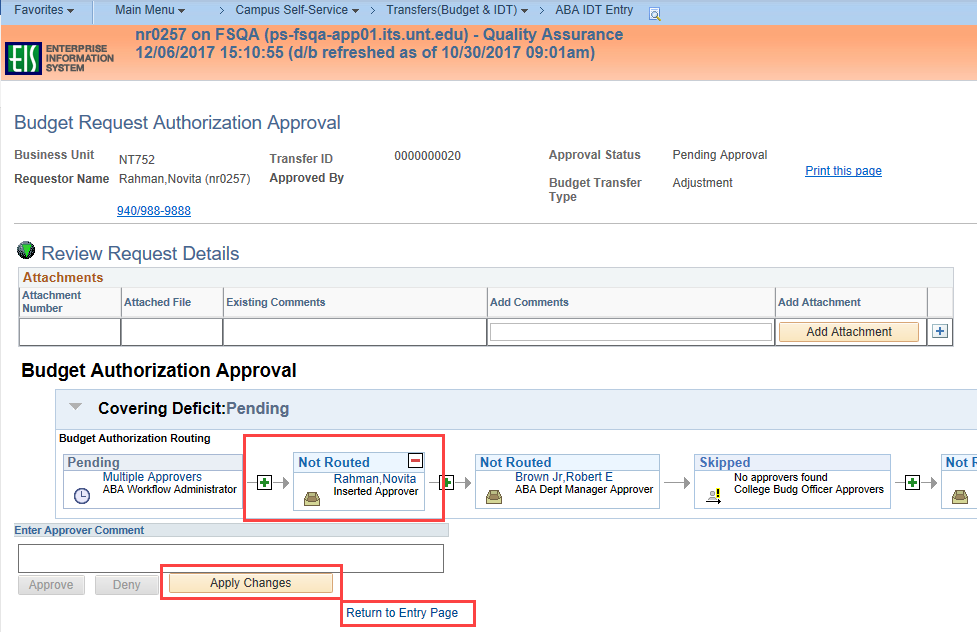 Favorites Main Menu > Campus Self-Service > Transfers(Budget & IDT) > ABA IDT Entry
nr0257 on FSQA (ps-fsqa-app01.its.unt.edu) - Quality Assurance
12/06/2017 15:10:55 (d/b refreshed as of 10/30/2017 09:01am)
EIS ENTERPRISE
INFORMATION
SYSTEM
Budget Request Authorization Approval
Business Unit NT752 Transfer ID 0000000020 Approval Status Pending Approval
Requestor Name Rahman,Novita (nr0257) Approved By Budget Transfer Type Adjustment Print this page
940/988-9888
Review Request Details
Attachments
Attachment Number Attached File Existing Comments Add Comments Add Attachment
Add Attachment
Budget Authorization Approval
Covering Deficit:Pending
Budget Authorization Routing
Pending
Multiple Approvers
ABA Workflow Administrator
Not Routed
Rahman,Novita
Inserted Approver
Not Routed
Brown Jr,Robert E
ABA Dept Manager Approver
Skipped
No approvers found
College Budg Officer Approvers
Not R
Enter Approver Comment
Approve Deny Apply Changes
Return to Entry Page